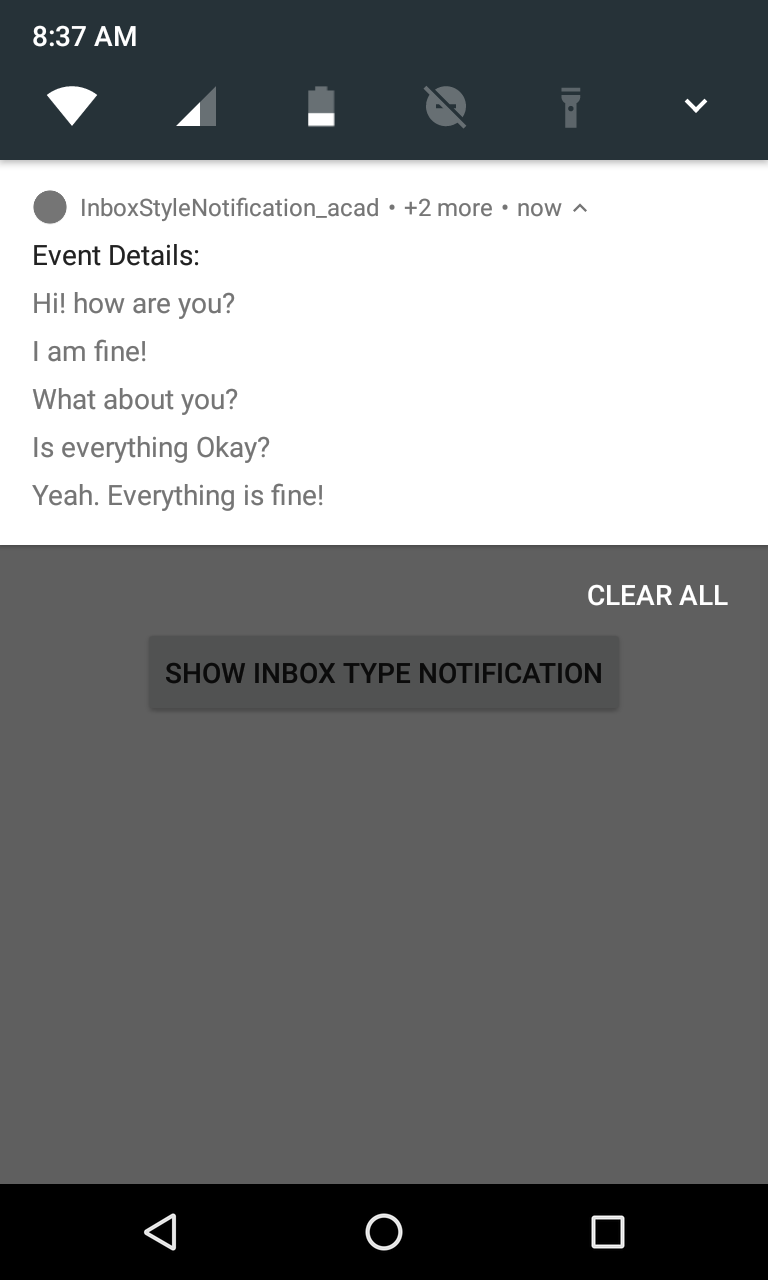 8:37 AM
InboxStyleNotification_acad • +2 more • now
Event Details:
Hi! how are you?
I am fine!
What about you?
Is everything Okay?
Yeah. Everything is fine!
CLEAR ALL
SHOW INBOX TYPE NOTIFICATION